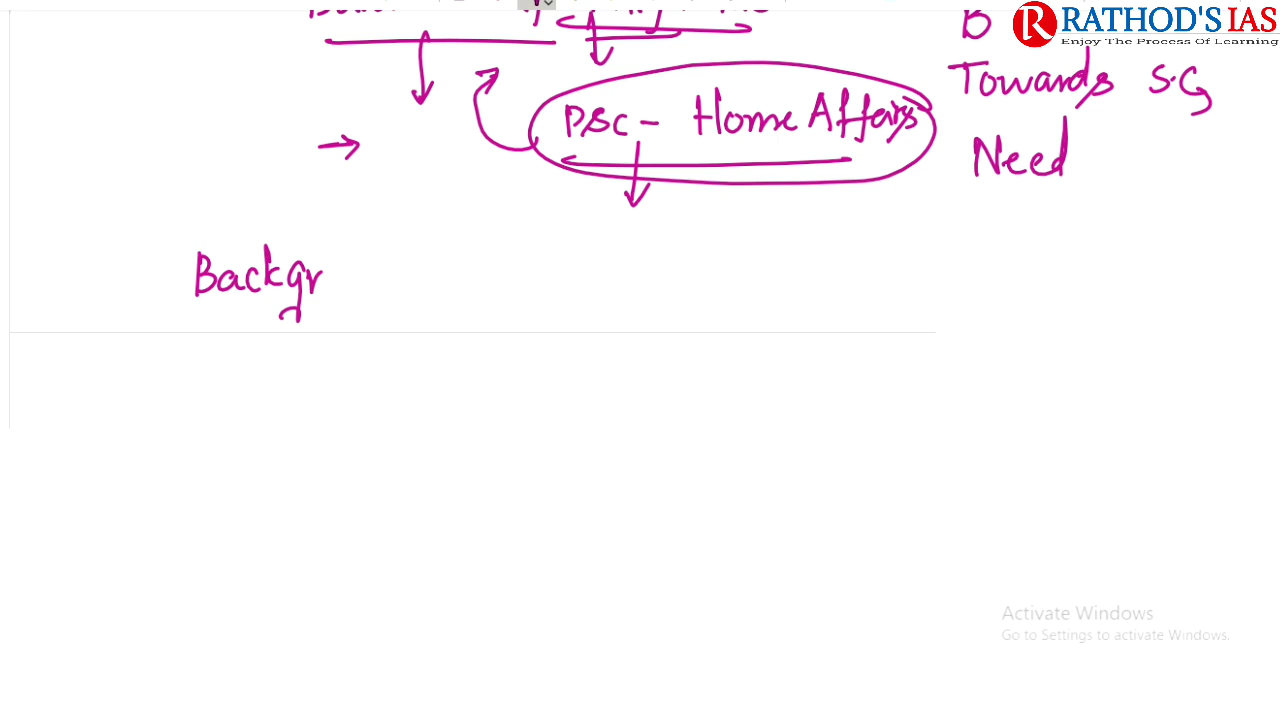 RATHOD'S IAS
Enjoy The Process Of Learning
B
Towards S.G
PSC - Home Affairs
Need
Backgr
Activate Windows
Go to Settings to activate Windows.